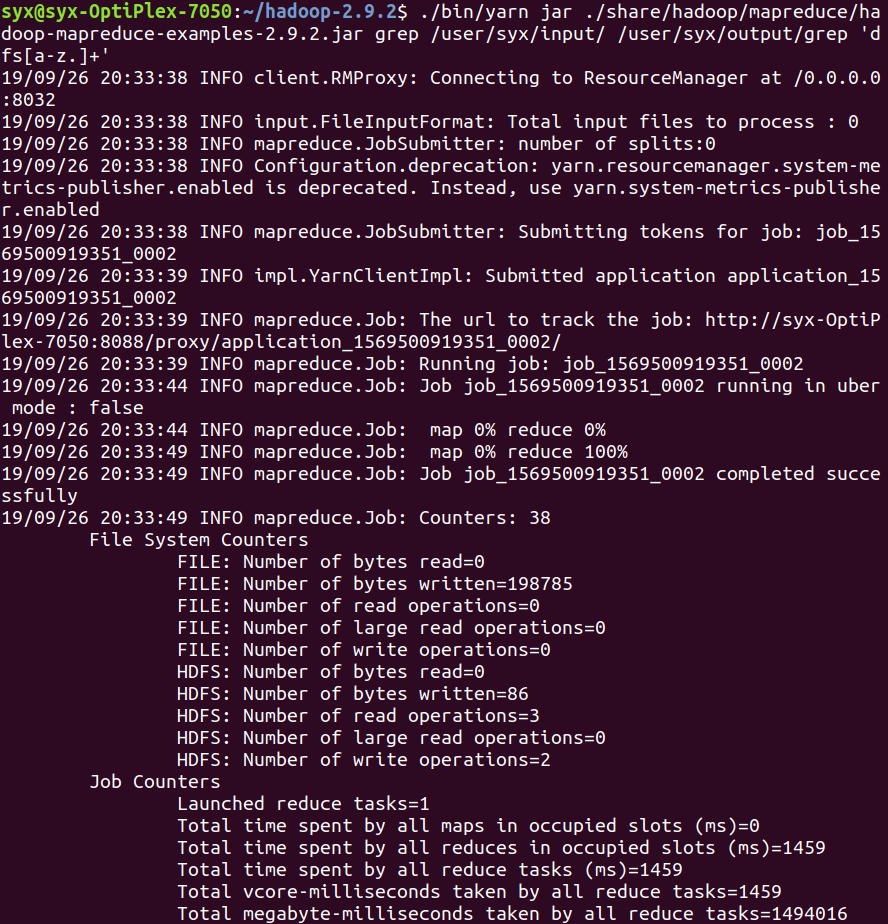 syx@syx-OptiPlex-7050:~/hadoop-2.9.2$ ./bin/yarn jar ./share/hadoop/mapreduce/ha
doop-mapreduce-examples-2.9.2.jar grep /user/syx/input/ /user/syx/output/grep 'd
fs[a-z.]+'
19/09/26 20:33:38 INFO client.RMProxy: Connecting to ResourceManager at /0.0.0.0
:8032
19/09/26 20:33:38 INFO input.FileInputFormat: Total input files to process : 0
19/09/26 20:33:38 INFO mapreduce.JobSubmitter: number of splits:0
19/09/26 20:33:38 INFO Configuration.deprecation: yarn.resourcemanager.system-me
trics-publisher.enabled is deprecated. Instead, use yarn.system-metrics-publishe
r.enabled
19/09/26 20:33:38 INFO mapreduce.JobSubmitter: Submitting tokens for job: job_15
69500919351_0002
19/09/26 20:33:39 INFO impl.YarnClientImpl: Submitted application application_15
69500919351_0002
19/09/26 20:33:39 INFO mapreduce.Job: The url to track the job: http://syx-OptiP
lex-7050:8088/proxy/application_1569500919351_0002/
19/09/26 20:33:39 INFO mapreduce.Job: Running job: job_1569500919351_0002
19/09/26 20:33:44 INFO mapreduce.Job: Job job_1569500919351_0002 running in uber
 mode : false
19/09/26 20:33:44 INFO mapreduce.Job:  map 0% reduce 0%
19/09/26 20:33:49 INFO mapreduce.Job:  map 0% reduce 100%
19/09/26 20:33:49 INFO mapreduce.Job: Job job_1569500919351_0002 completed succe
ssfully
19/09/26 20:33:49 INFO mapreduce.Job: Counters: 38
        File System Counters
                FILE: Number of bytes read=0
                FILE: Number of bytes written=198785
                FILE: Number of read operations=0
                FILE: Number of large read operations=0
                FILE: Number of write operations=0
                HDFS: Number of bytes read=0
                HDFS: Number of bytes written=86
                HDFS: Number of read operations=3
                HDFS: Number of large read operations=0
                HDFS: Number of write operations=2
        Job Counters
                Launched reduce tasks=1
                Total time spent by all maps in occupied slots (ms)=0
                Total time spent by all reduces in occupied slots (ms)=1459
                Total time spent by all reduce tasks (ms)=1459
                Total vcore-milliseconds taken by all reduce tasks=1459
                Total megabyte-milliseconds taken by all reduce tasks=1494016